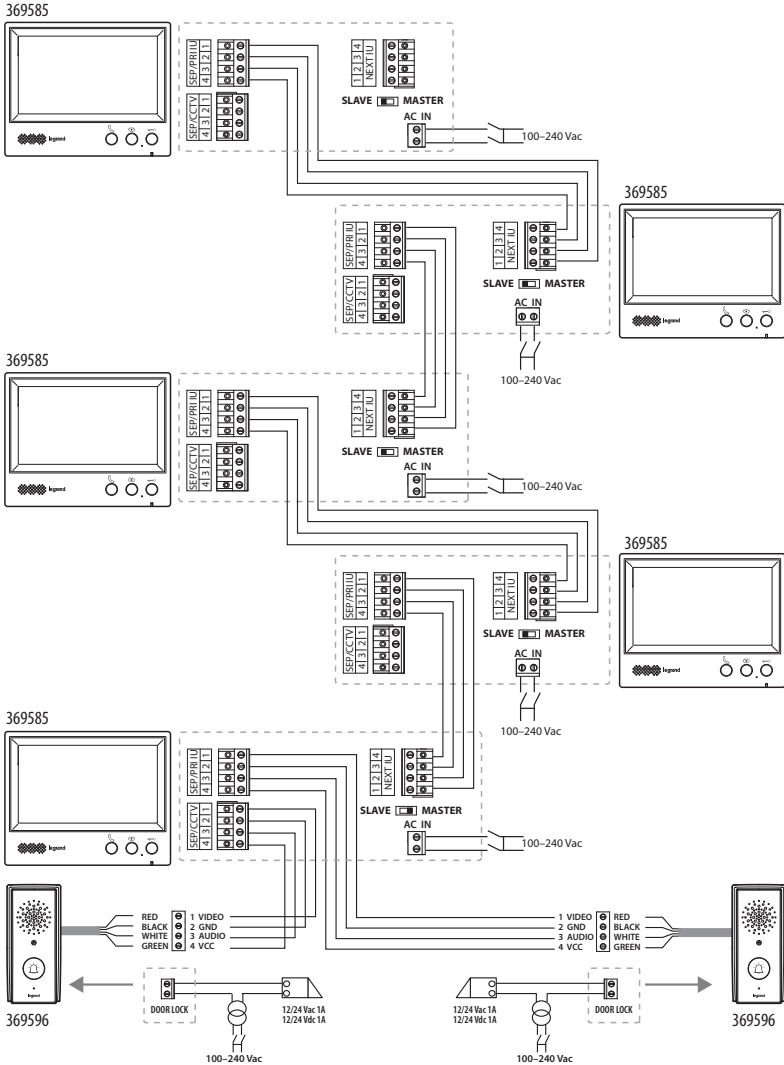 369585
SEP/PRI IU
4 3 2 1
SEP/CCTV
4 3 2 1
1 2 3 4
NEXT IU
SLAVE MASTER
AC IN
100–240 Vac
legrand
369585
SEP/PRI IU
4 3 2 1
SEP/CCTV
4 3 2 1
1 2 3 4
NEXT IU
SLAVE MASTER
AC IN
100–240 Vac
legrand
369585
SEP/PRI IU
4 3 2 1
SEP/CCTV
4 3 2 1
1 2 3 4
NEXT IU
SLAVE MASTER
AC IN
100–240 Vac
legrand
369585
SEP/PRI IU
4 3 2 1
SEP/CCTV
4 3 2 1
1 2 3 4
NEXT IU
SLAVE MASTER
AC IN
100–240 Vac
legrand
369585
SEP/PRI IU
4 3 2 1
SEP/CCTV
4 3 2 1
1 2 3 4
NEXT IU
SLAVE MASTER
AC IN
100–240 Vac
legrand
RED 1 VIDEO
BLACK 2 GND
WHITE 3 AUDIO
GREEN 4 VCC
1 VIDEO RED
2 GND BLACK
3 AUDIO WHITE
4 VCC GREEN
legrand
369596
DOOR LOCK
12/24 Vac 1A
12/24 Vdc 1A
100–240 Vac
12/24 Vac 1A
12/24 Vdc 1A
DOOR LOCK
100–240 Vac
legrand
369596